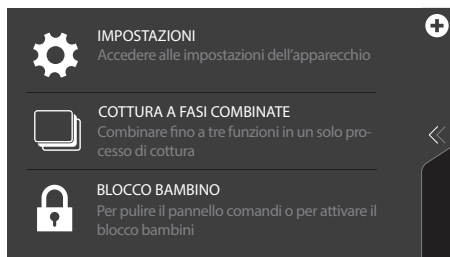 IMPOSTAZIONI
Accedere alle impostazioni dell'apparecchio
COTTURA A FASI COMBINATE
Combinare fino a tre funzioni in un solo pro-
cesso di cottura
BLOCCO BAMBINO
Per pulire il pannello comandi o per attivare il
blocco bambini